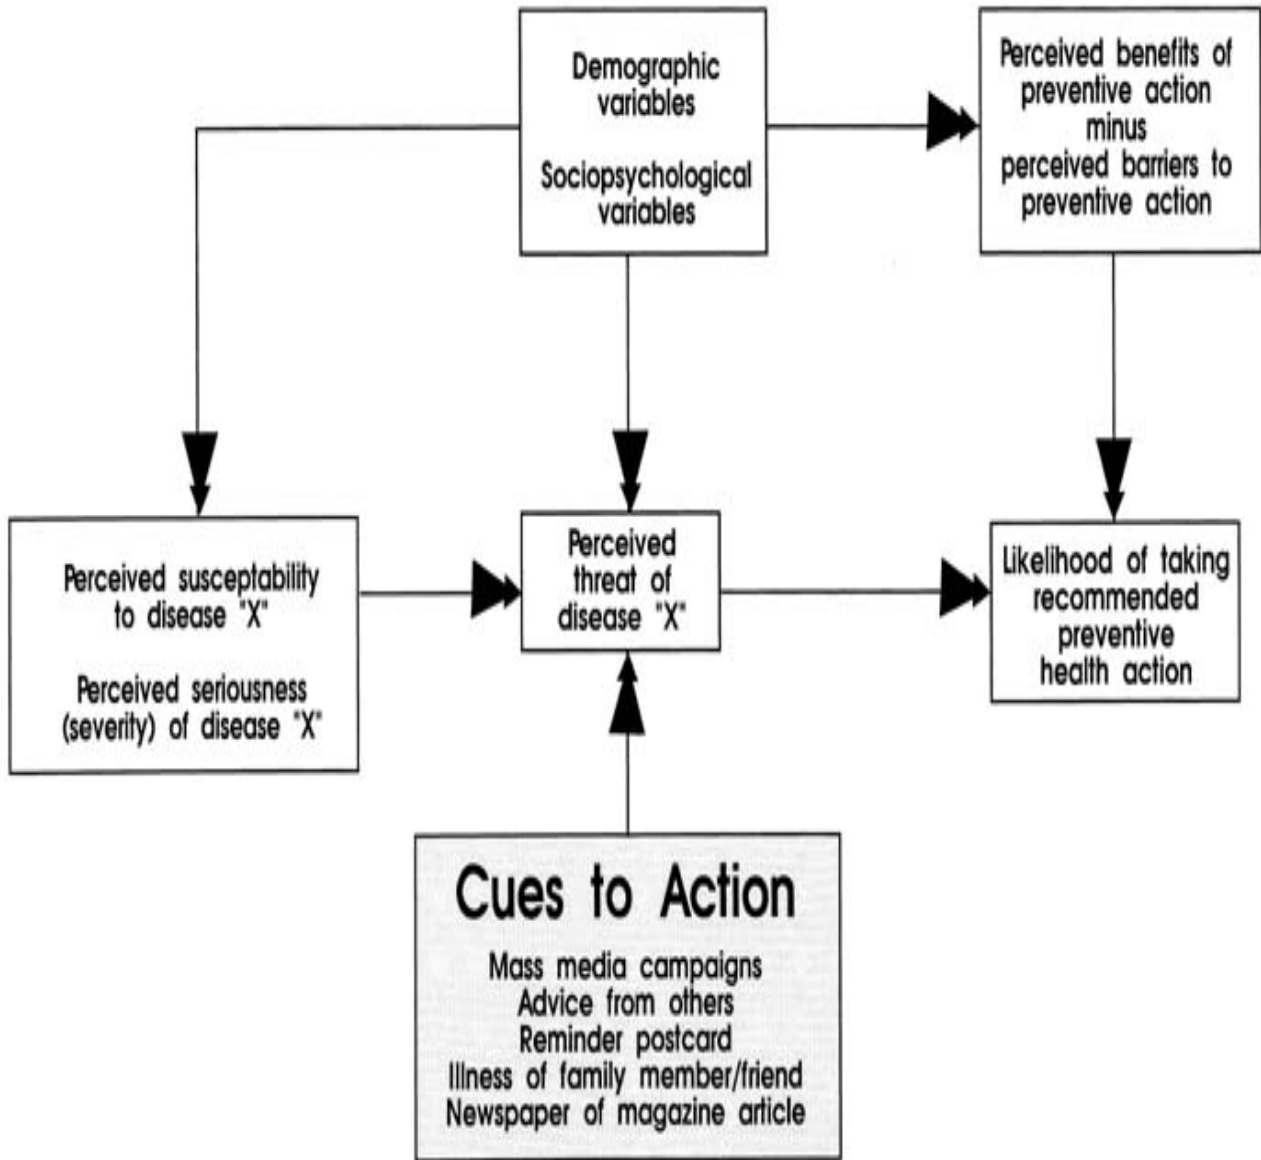 Demographic
variables
Sociopsychological
variables
Perceived benefits of
preventive action
minus
perceived barriers to
preventive action
Perceived susceptability
to disease "X"
Perceived seriousness
(severity) of disease "X"
Perceived
threat of
disease "X"
Likelihood of taking
recommended
preventive
health action
Cues to Action
Mass media campaigns
Advice from others
Reminder postcard
Illness of family member/friend
Newspaper of magazine article